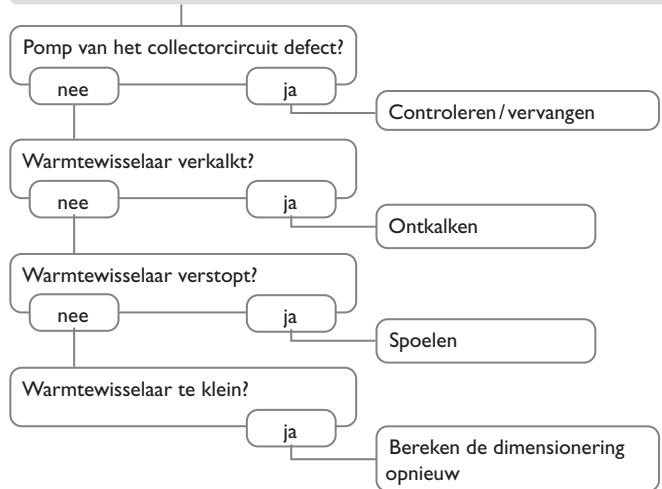 Pomp van het collectorcircuit defect?
nee
ja
Controleren / vervangen
Warmtewisselaar verkalkt?
nee
ja
Ontkalken
Warmtewisselaar verstopt?
nee
ja
Spoelen
Warmtewisselaar te klein?
ja
Bereken de dimensionering
opnieuw